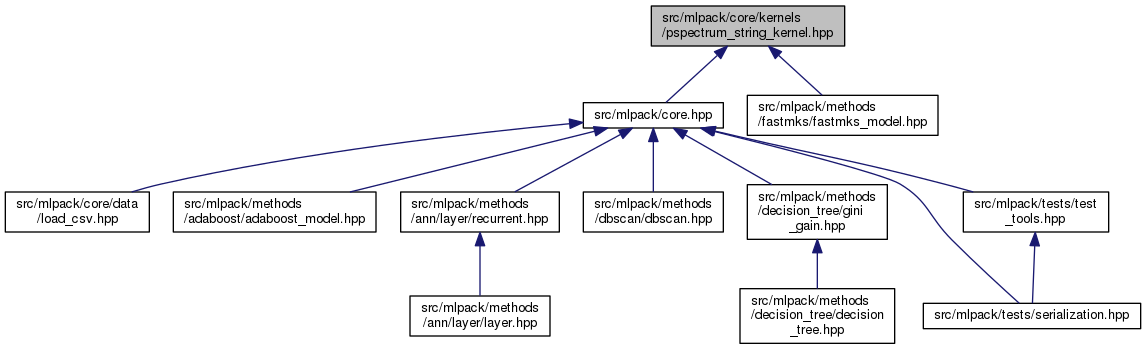 src/mlpack/core/kernels
/pspectrum_string_kernel.hpp
src/mlpack/core.hpp
src/mlpack/methods
/fastmks/fastmks_model.hpp
src/mlpack/core/data
/load_csv.hpp
src/mlpack/methods
/adaboost/adaboost_model.hpp
src/mlpack/methods
/ann/layer/recurrent.hpp
src/mlpack/methods
/dbscan/dbscan.hpp
src/mlpack/methods
/decision_tree/gini
_gain.hpp
src/mlpack/tests/test
_tools.hpp
src/mlpack/methods
/ann/layer/layer.hpp
src/mlpack/methods
/decision_tree/decision
_tree.hpp
src/mlpack/tests/serialization.hpp